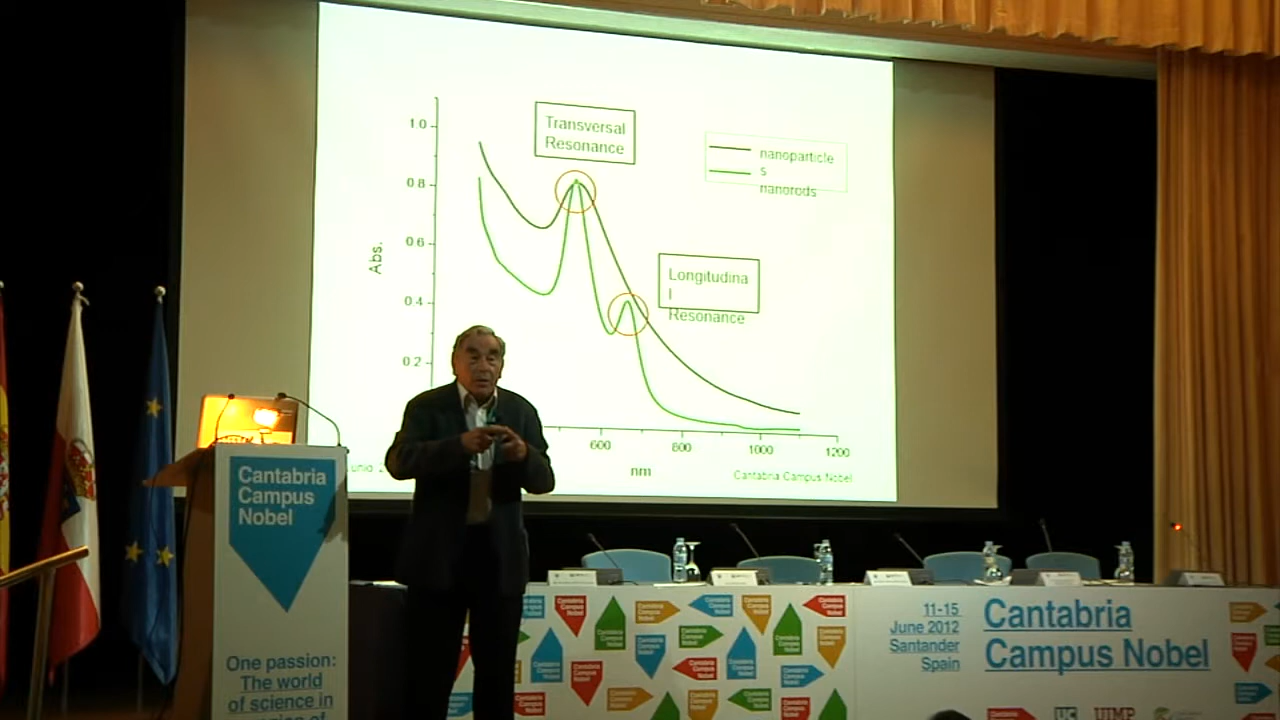 Transversal
Resonance
nanoparticle
s
nanorods
Longitudina
l
Resonance
Abs.
1.0
0.8
0.6
0.4
0.2
600
800
1000
1200
nm
Cantabria Campus Nobel
Cantabria
Campus
Nobel
One passion:
The world
of science in
11-15
June 2012
Santander
Spain
Cantabria
Campus Nobel
UC
UIMP